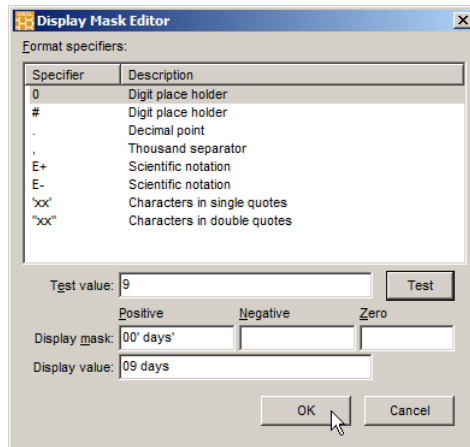 Display Mask Editor
Format specifiers:
Specifier Description
0 Digit place holder
# Digit place holder
. Decimal point
, Thousand separator
E+ Scientific notation
E- Scientific notation
'xx' Characters in single quotes
"xx" Characters in double quotes
Test value: 9 Test
Positive Negative Zero
Display mask: 00' days'
Display value: 09 days
OK Cancel